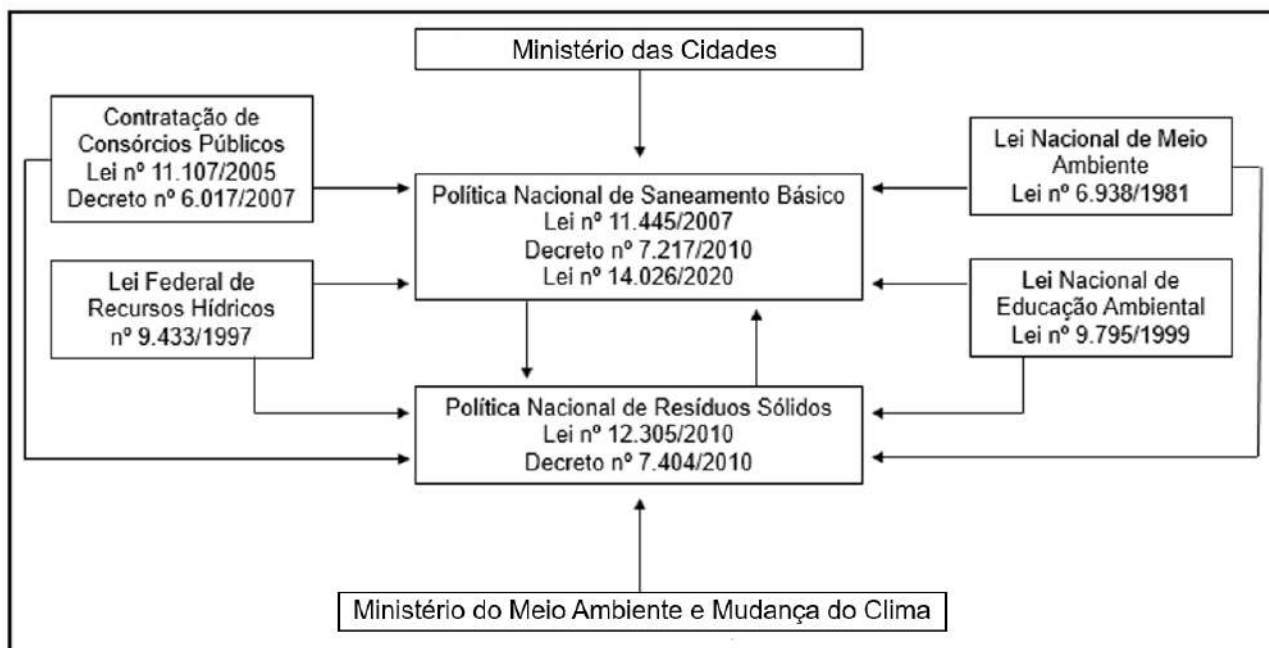 Ministério das Cidades
Contratação de
Consórcios Públicos
Lei nº 11.107/2005
Decreto nº 6.017/2007
Lei Nacional de Meio
Ambiente
Lei nº 6.938/1981
Política Nacional de Saneamento Básico
Lei nº 11.445/2007
Decreto nº 7.217/2010
Lei nº 14.026/2020
Lei Federal de
Recursos Hídricos
nº 9.433/1997
Lei Nacional de
Educação Ambiental
Lei nº 9.795/1999
Política Nacional de Resíduos Sólidos
Lei nº 12.305/2010
Decreto nº 7.404/2010
Ministério do Meio Ambiente e Mudança do Clima